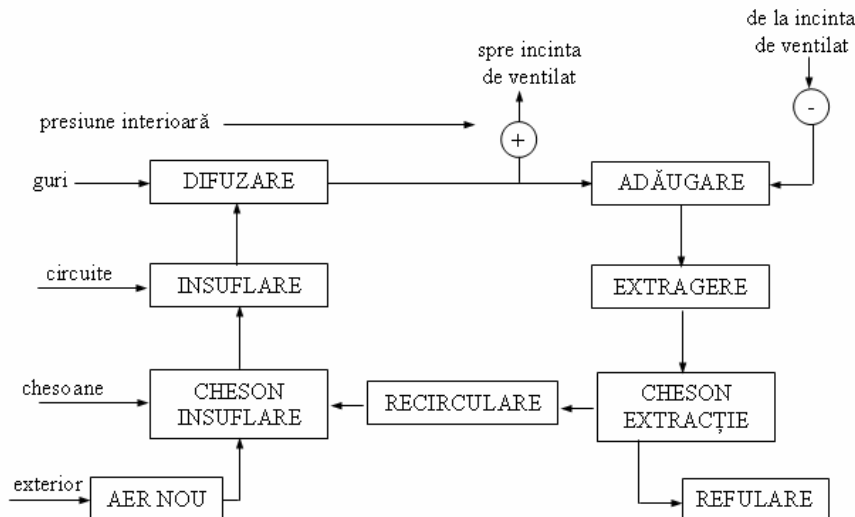 de la incinta
de ventilat
spre incinta
de ventilat
-
presiune interioară
+
guri
DIFUZARE
ADĂUGARE
circuite
INSUFLARE
EXTRAGERE
chesoane
CHESON
INSUFLARE
RECIRCULARE
CHESON
EXTRACȚIE
exterior
AER NOU
REFULARE